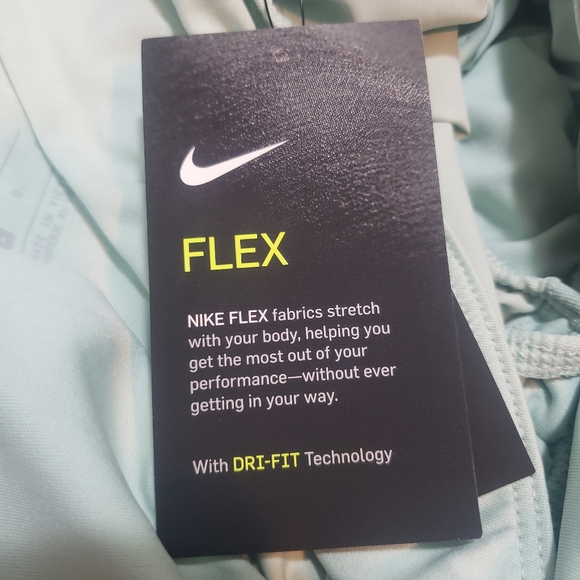 FLEX
NIKE FLEX fabrics stretch
with your body, helping you
get the most out of your
performance—without ever
getting in your way.
With DRI-FIT Technology